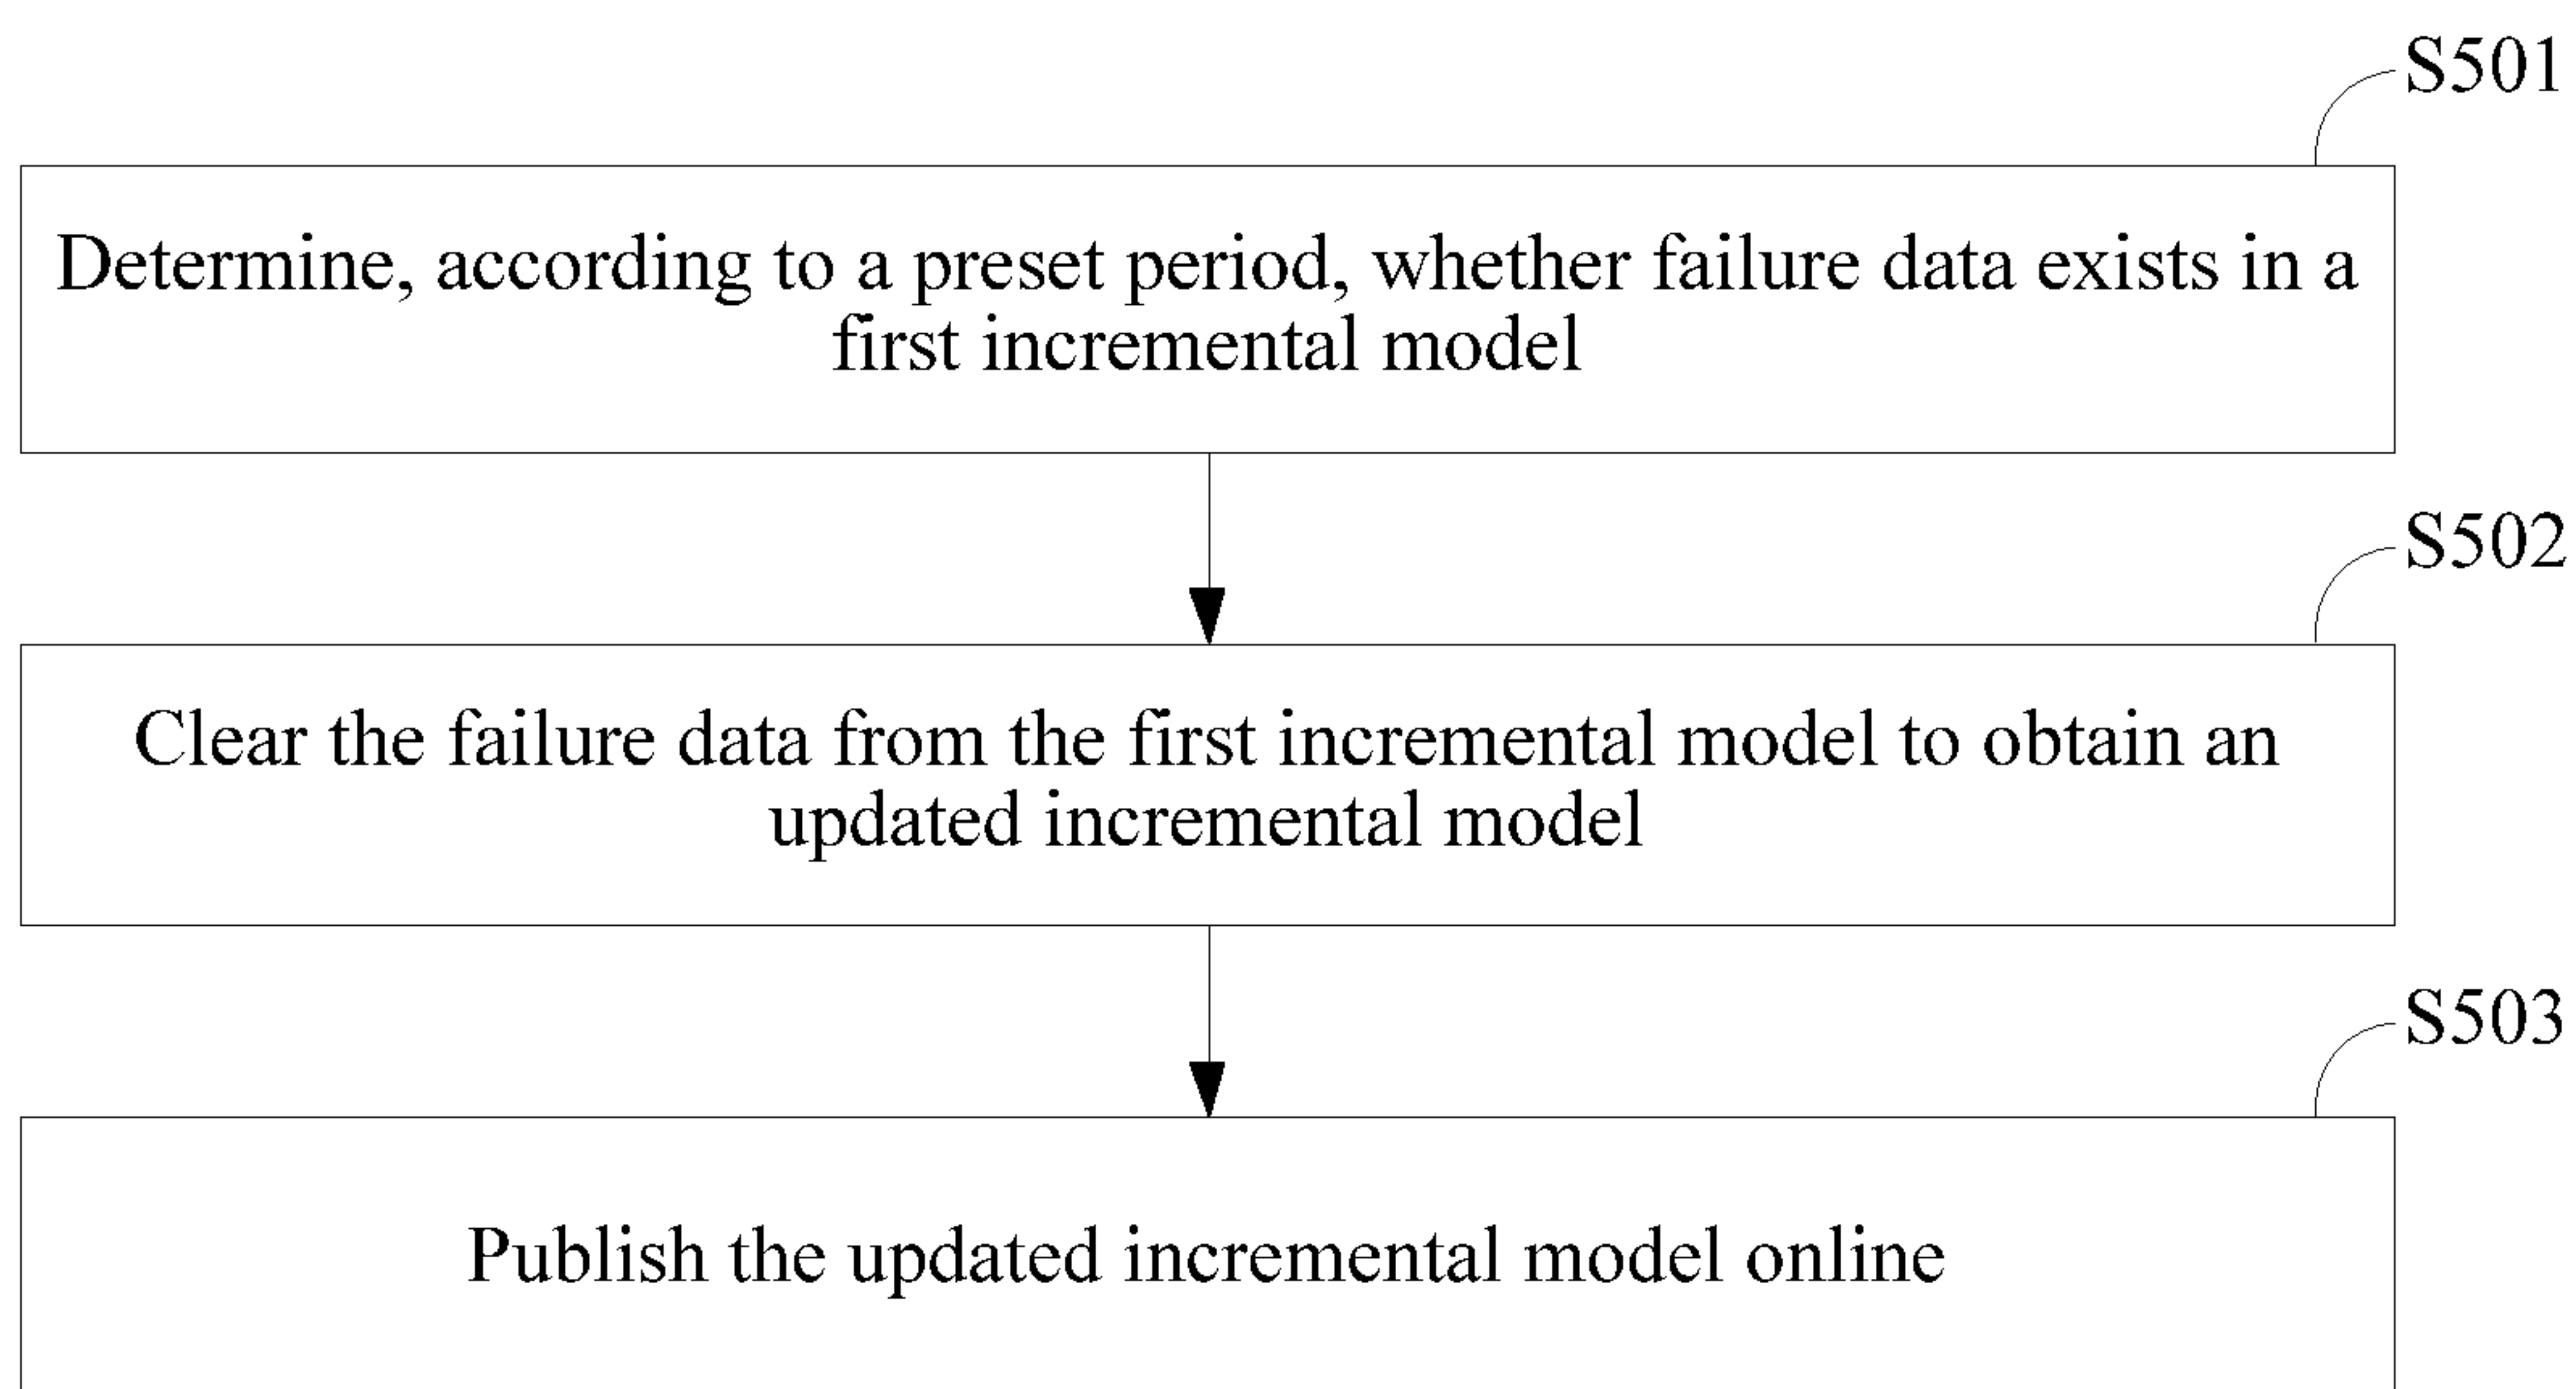 S501
Determine, according to a preset period, whether failure data exists in a
first incremental model
S502
Clear the failure data from the first incremental model to obtain an
updated incremental model
S503
Publish the updated incremental model online